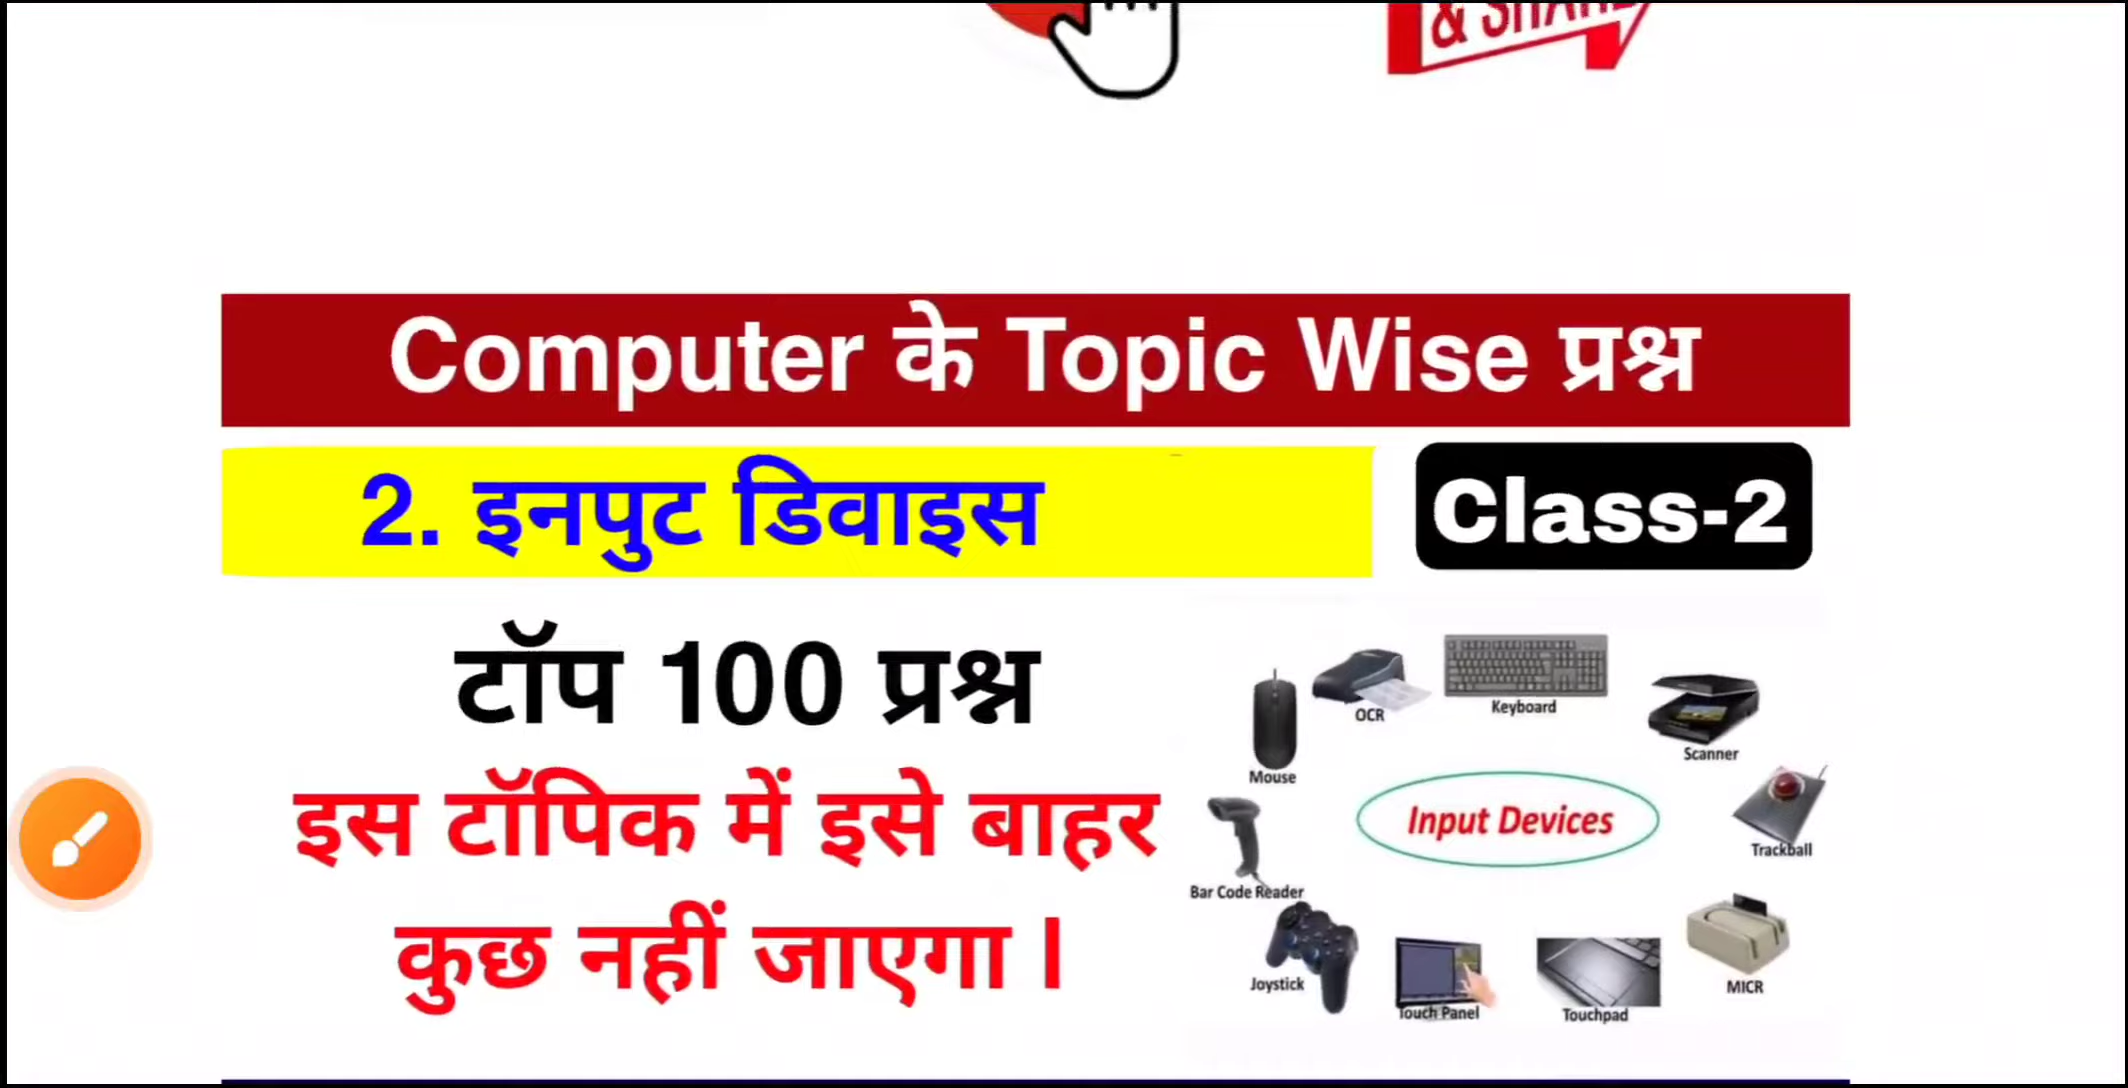 & SHARE
Computer के Topic Wise प्रश्न
2. इनपुट डिवाइस
Class-2
टॉप 100 प्रश्न
इस टॉपिक में इसे बाहर
कुछ नहीं जाएगा।
OCR
Keyboard
Scanner
Mouse
Input Devices
Trackball
Bar Code Reader
Joystick
Touch Panel
Touchpad
MICR